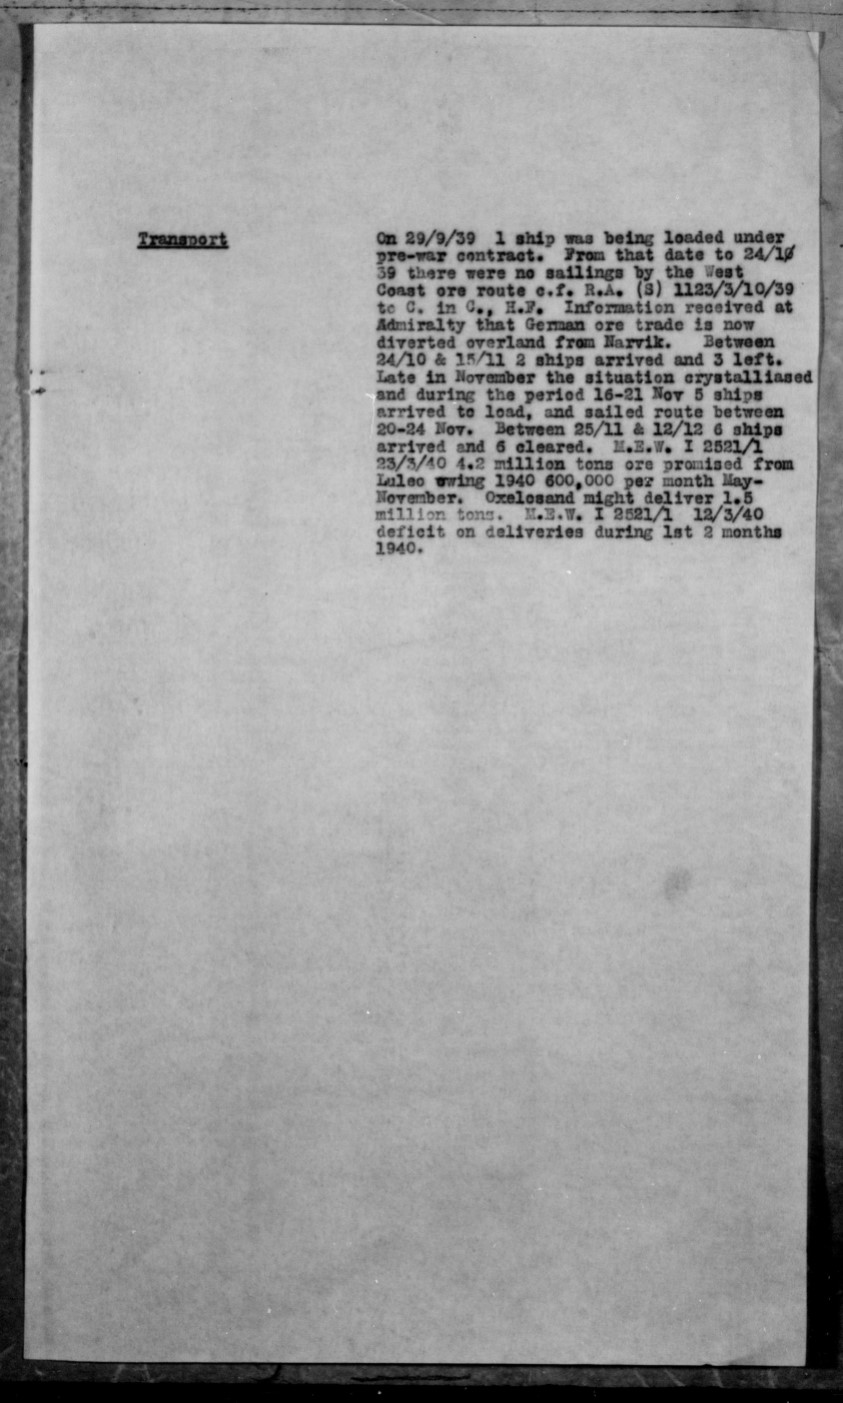 Transport
On 29/9/39 1 ship was being loaded under
pre-war contract. From that date to 24/10
39 there were no sailings by the West
Coast ore route c.f. R.A. (S) 1123/3/10/39
to C. in C., H.F. Information received at
Admiralty that German ore trade is now
diverted overland from Narvik. Between
24/10 & 15/11 2 ships arrived and 3 left.
Late in November the situation crystalliased
and during the period 16-21 Nov 5 ships
arrived to load, and sailed route between
20-24 Nov. Between 25/11 & 12/12 6 ships
arrived and 6 cleared. M.E.W. I 2521/1
23/3/40 4.2 million tons ore promised from
Luleo wwing 1940 600,000 per month May-
November. Oxelosand might deliver 1.5
million tons. M.E.W. I 2521/1 12/3/40
deficit on deliveries during 1st 2 months
1940.